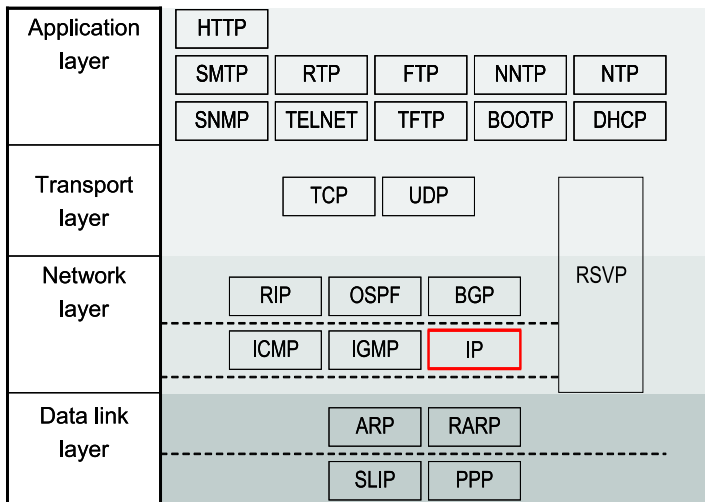 Application
layer
HTTP
SMTP RTP FTP NNTP NTP
SNMP TELNET TFTP BOOTP DHCP
Transport
layer
TCP UDP
Network
layer
RIP OSPF BGP
RSVP
ICMP IGMP IP
Data link
layer
ARP RARP
SLIP PPP